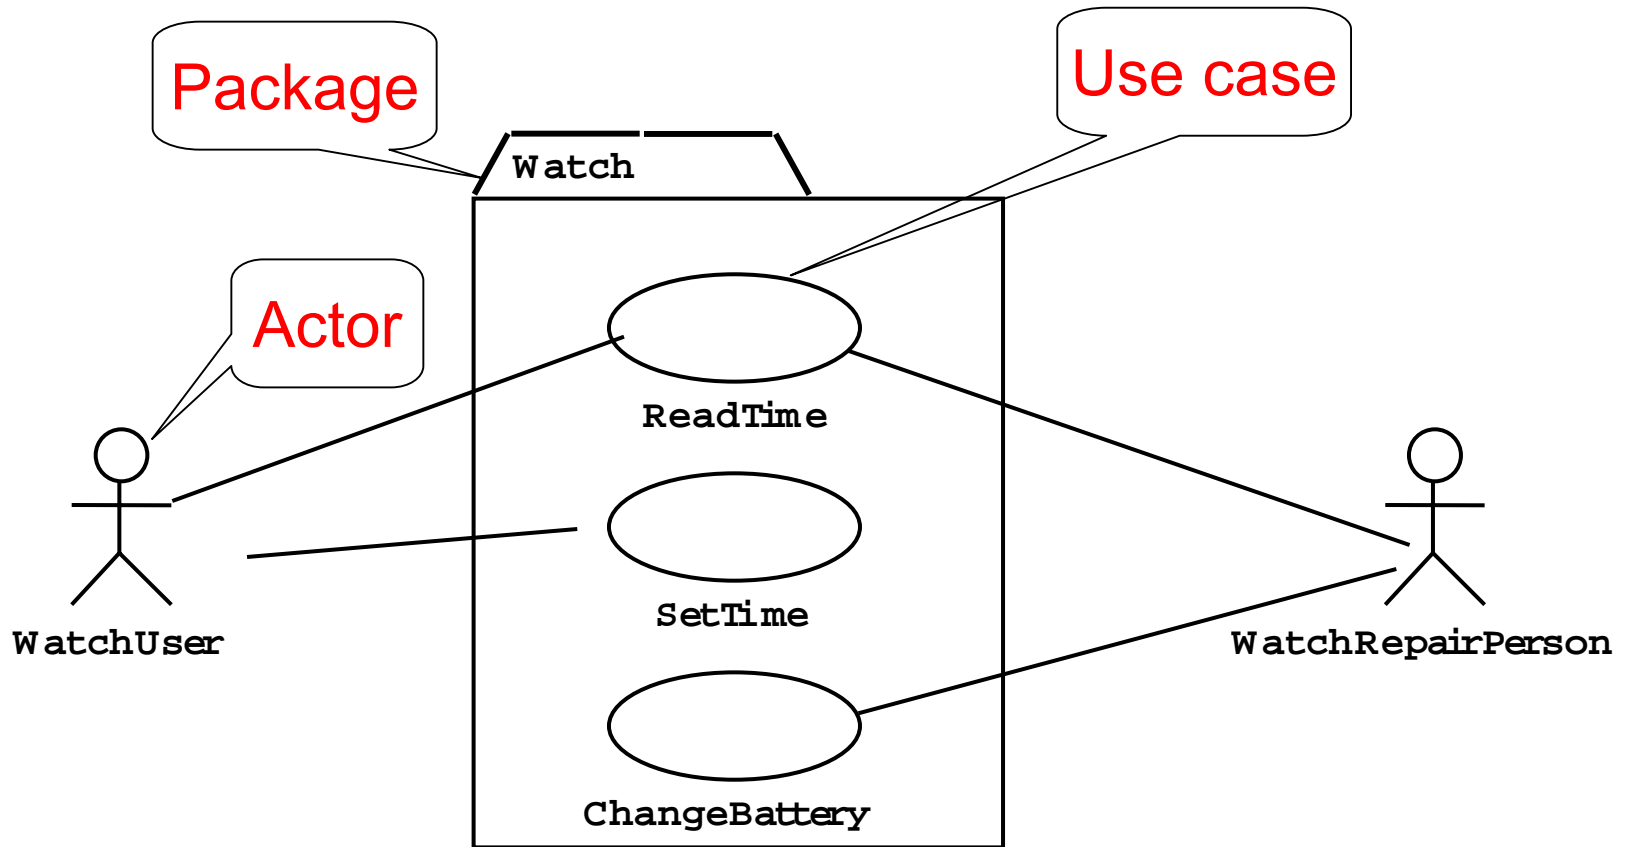 Package
Use case
Watch
Actor
ReadTime
SetTime
WatchUser
WatchRepairPerson
ChangeBattery